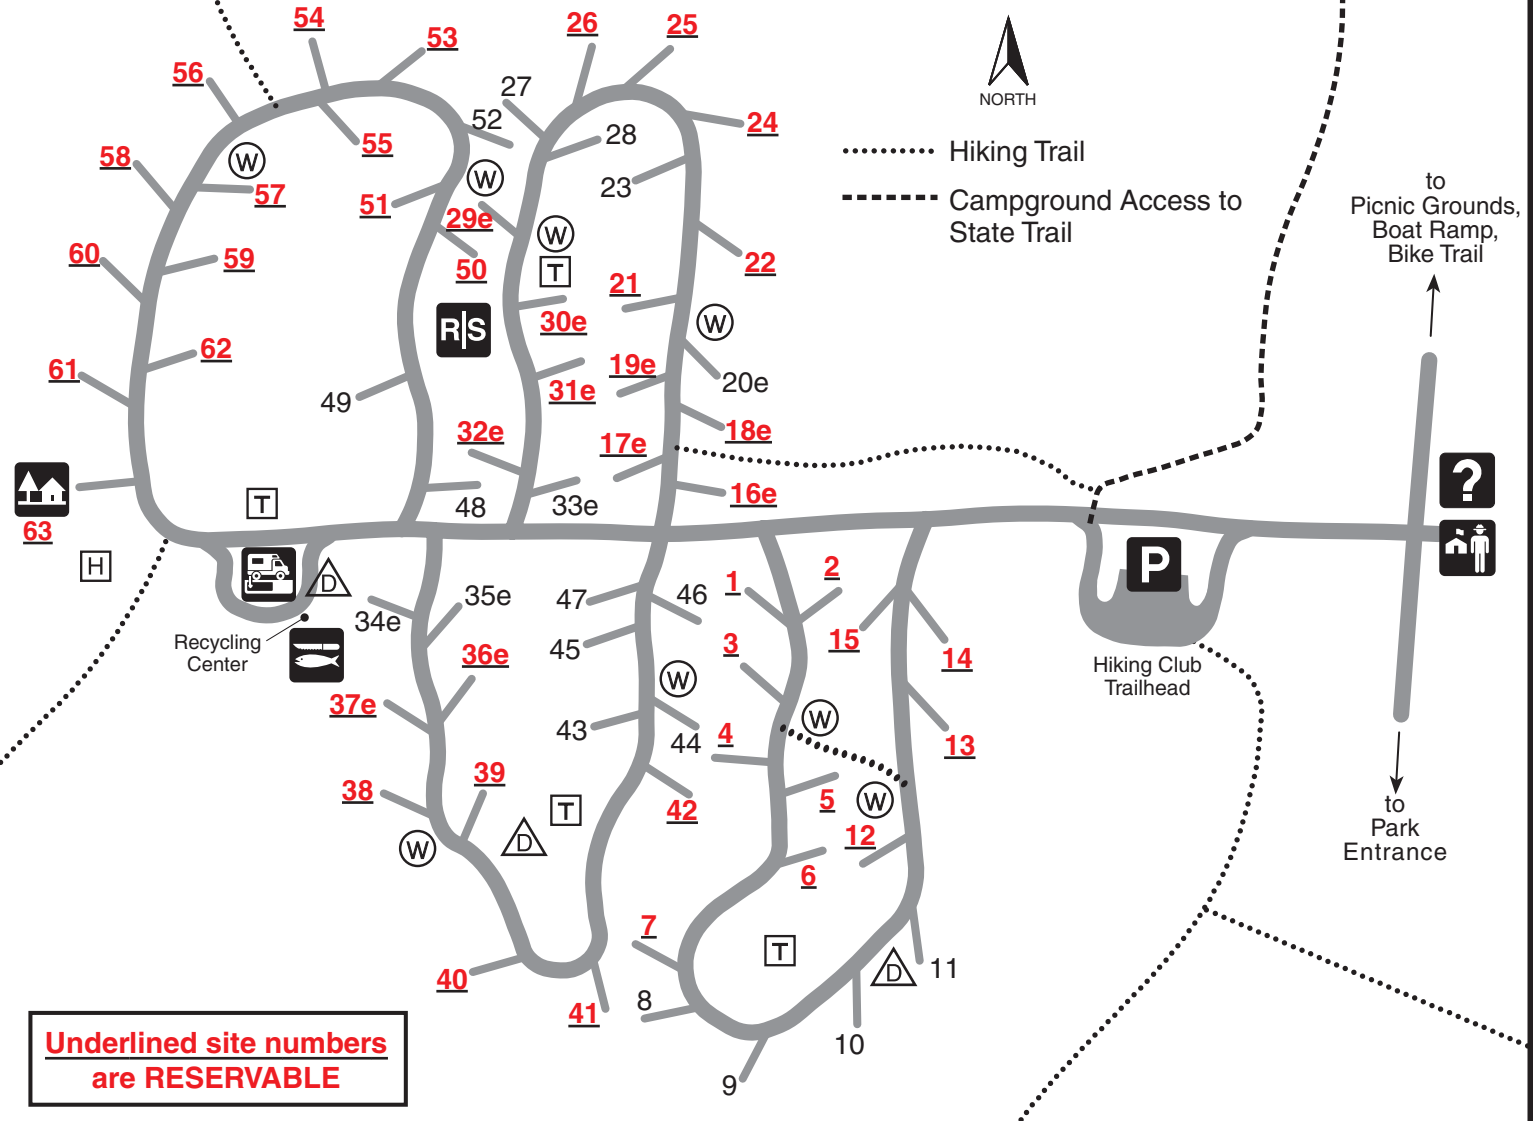 54
53
26
25
56
27
NORTH
52
24
28
55
Hiking Trail
58
W
W
23
57
51
29e
Campground Access to
State Trail
to
Picnic Grounds,
Boat Ramp,
Bike Trail
60
59
W
50
T
22
21
30e
R|S
W
62
61
19e
20e
31e
49
32e
18e
17e
?
48
33e
16e
T
63
H
D
P
1
2
35e
47
46
34e
Recycling
Center
45
15
3
36e
14
Hiking Club
Trailhead
W
37e
W
43
44
4
13
39
38
5
W
42
T
to
Park
Entrance
12
W
D
6
7
T
40
D
11
8
41
10
9
Underlined site numbers
are RESERVABLE